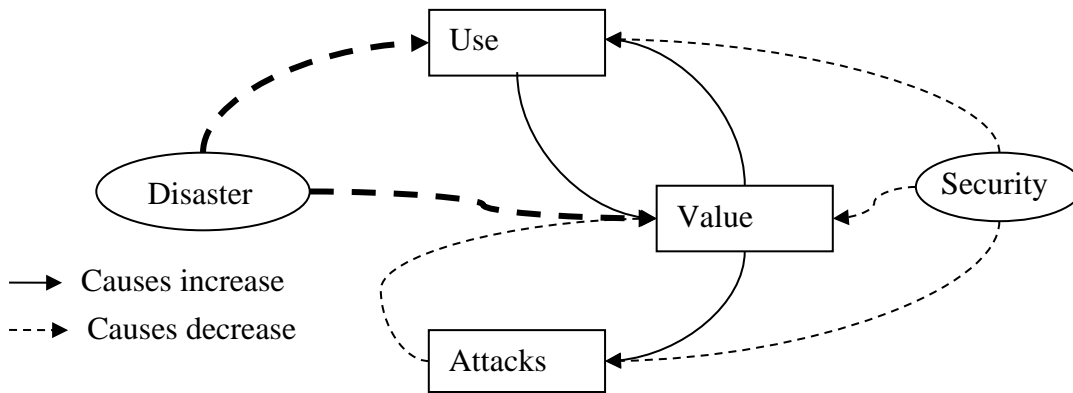 Use
Disaster
Security
Value
Causes increase
Causes decrease
Attacks